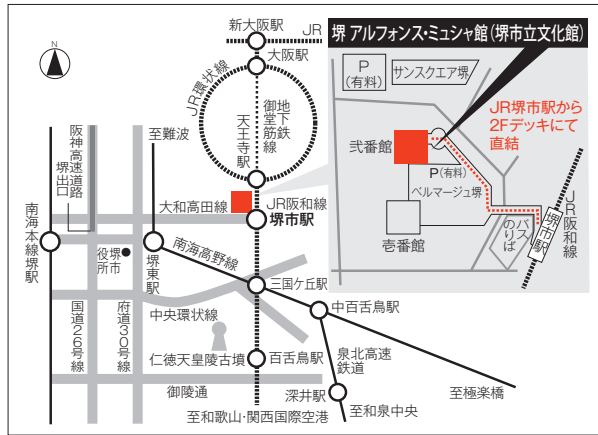 N
新大阪駅
JR
大阪駅
JR環状線
地下鉄
御堂筋線
天王寺駅
阪神高速道路
堺出口
至難波
大和高田線
JR阪和線
堺市駅
南海本線堺駅
堺市
役所
堺東駅
南海高野線
三国ケ丘駅
中百舌鳥駅
中央環状線
国道26号線
府道30号線
仁徳天皇陵古墳
百舌鳥駅
泉北高速
鉄道
御陵通
深井駅
至極楽橋
至和歌山・関西国際空港
至和泉中央
堺 アルフォンス・ミュシャ館(堺市立文化館)
P
(有料)
サンスクエア堺
JR堺市駅から
2Fデッキにて
直結
弐番館
P(有料)
ベルマージュ堺
壱番館
バス
のりば
堺市駅
JR阪和線